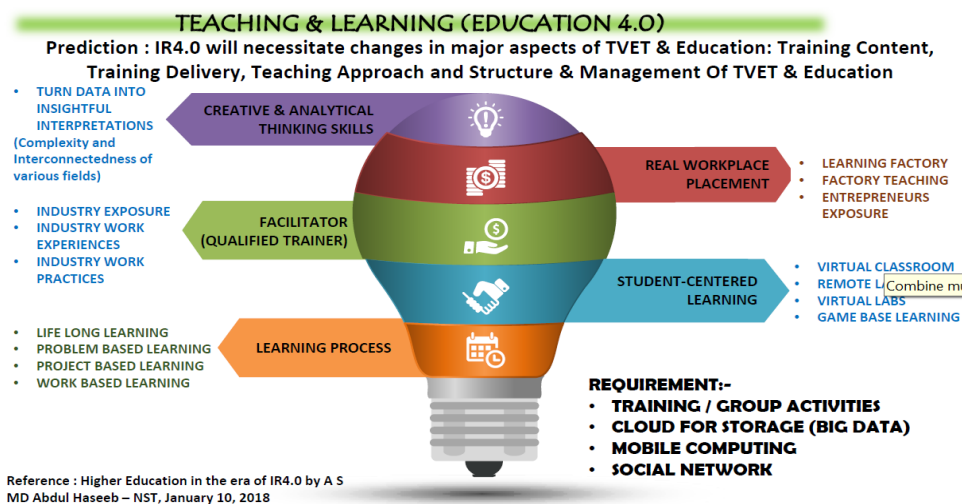 TEACHING & LEARNING (EDUCATION 4.0)
Prediction : IR4.0 will necessitate changes in major aspects of TVET & Education: Training Content,
Training Delivery, Teaching Approach and Structure & Management Of TVET & Education
• TURN DATA INTO
INSIGHTFUL
INTERPRETATIONS
(Complexity and
Interconnectedness of
various fields)
CREATIVE & ANALYTICAL
THINKING SKILLS
REAL WORKPLACE
PLACEMENT
• LEARNING FACTORY
• FACTORY TEACHING
• ENTREPRENEURS
EXPOSURE
• INDUSTRY EXPOSURE
• INDUSTRY WORK
EXPERIENCES
• INDUSTRY WORK
PRACTICES
FACILITATOR
(QUALIFIED TRAINER)
STUDENT-CENTERED
LEARNING
• VIRTUAL CLASSROOM
• REMOTE
Combine
• VIRTUAL LABS
• GAME BASE LEARNING
• LIFE LONG LEARNING
• PROBLEM BASED LEARNING
• PROJECT BASED LEARNING
• WORK BASED LEARNING
LEARNING PROCESS
REQUIREMENT:-
• TRAINING / GROUP ACTIVITIES
• CLOUD FOR STORAGE (BIG DATA)
• MOBILE COMPUTING
• SOCIAL NETWORK
Reference : Higher Education in the era of IR4.0 by A S
MD Abdul Haseeb – NST, January 10, 2018